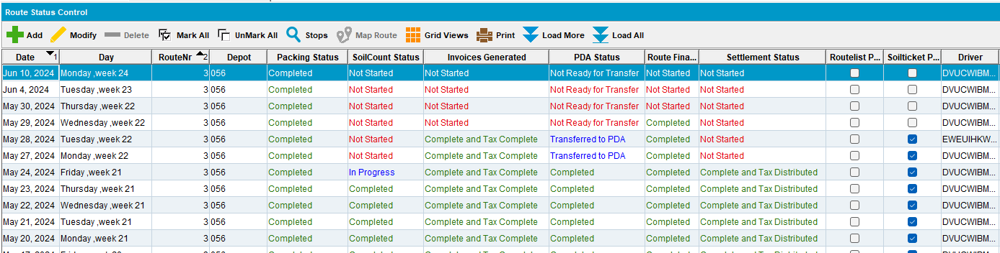 Route Status Control
Add Modify Delete Mark All UnMark All Stops Map Route Grid Views Print Load More Load All
Date 1 Day RouteNr 2 Depot Packing Status SoilCount Status Invoices Generated PDA Status Route Fina... Settlement Status Routelist P... Soilticket P... Driver
Jun 10, 2024 Monday ,week 24 3 056 Completed Not Started Not Started Not Ready for Transfer Not Started Not Started DVUCWIBM...
Jun 4, 2024 Tuesday ,week 23 3 056 Completed Not Started Not Started Not Ready for Transfer Not Started Not Started DVUCWIBM...
May 30, 2024 Thursday ,week 22 3 056 Completed Not Started Not Started Not Ready for Transfer Not Started Not Started DVUCWIBM...
May 29, 2024 Wednesday ,week 22 3 056 Completed Not Started Not Started Not Ready for Transfer Completed Not Started DVUCWIBM...
May 28, 2024 Tuesday ,week 22 3 056 Completed Not Started Complete and Tax Complete Transferred to PDA Completed Not Started EWEUIHKW...
May 27, 2024 Monday ,week 22 3 056 Completed Not Started Complete and Tax Complete Transferred to PDA Completed Not Started DVUCWIBM...
May 24, 2024 Friday ,week 21 3 056 Completed In Progress Complete and Tax Complete Completed Completed Complete and Tax Distributed DVUCWIBM...
May 23, 2024 Thursday ,week 21 3 056 Completed Completed Complete and Tax Complete Completed Completed Complete and Tax Distributed DVUCWIBM...
May 22, 2024 Wednesday ,week 21 3 056 Completed Completed Complete and Tax Complete Completed Completed Complete and Tax Distributed DVUCWIBM...
May 21, 2024 Tuesday ,week 21 3 056 Completed Completed Complete and Tax Complete Completed Completed Complete and Tax Distributed DVUCWIBM...
May 20, 2024 Monday ,week 21 3 056 Completed Completed Complete and Tax Complete Completed Completed Complete and Tax Distributed DVUCWIBM...